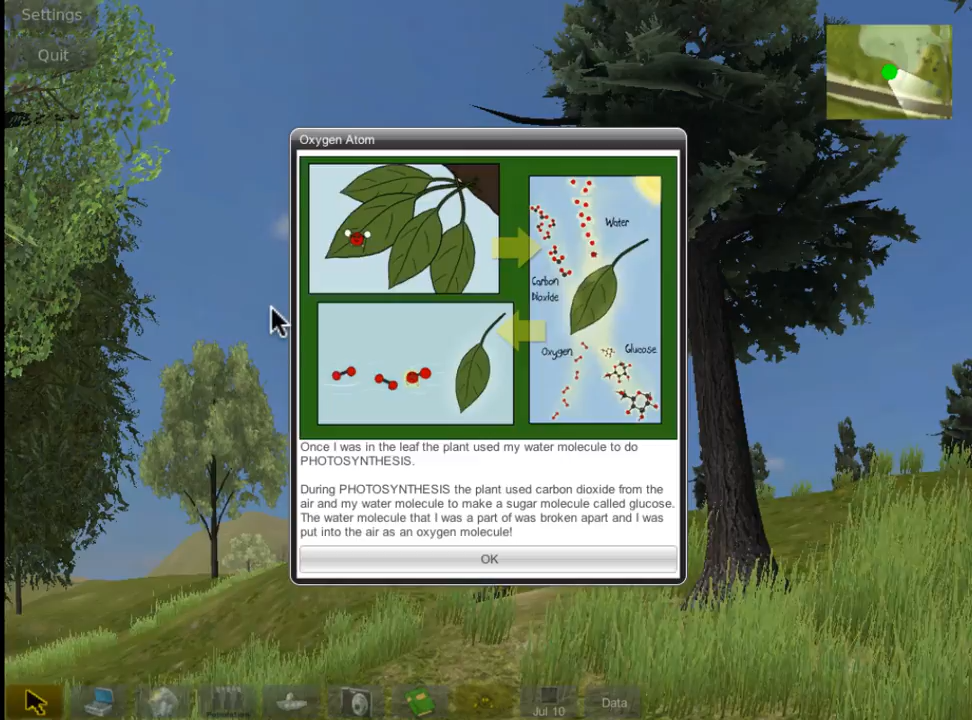 Settings
Quit
Oxygen Atom
Water
Carbon
Dioxide
Oxygen
Glucose
Once I was in the leaf the plant used my water molecule to do
PHOTOSYNTHESIS.
During PHOTOSYNTHESIS the plant used carbon dioxide from the
air and my water molecule to make a sugar molecule called glucose.
The water molecule that I was a part of was broken apart and I was
put into the air as an oxygen molecule!
OK
Population
Jul 10
Data